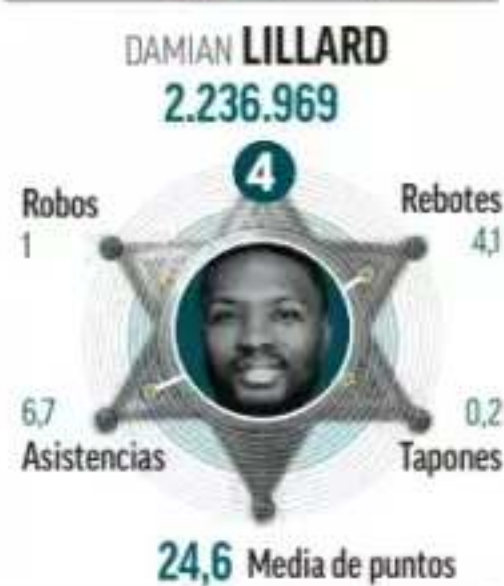 DAMIAN LILLARD
2.236.969
4
Robos
1
Rebotes
4,1
6,7
Asistencias
0,2
Tapones
24,6 Media de puntos